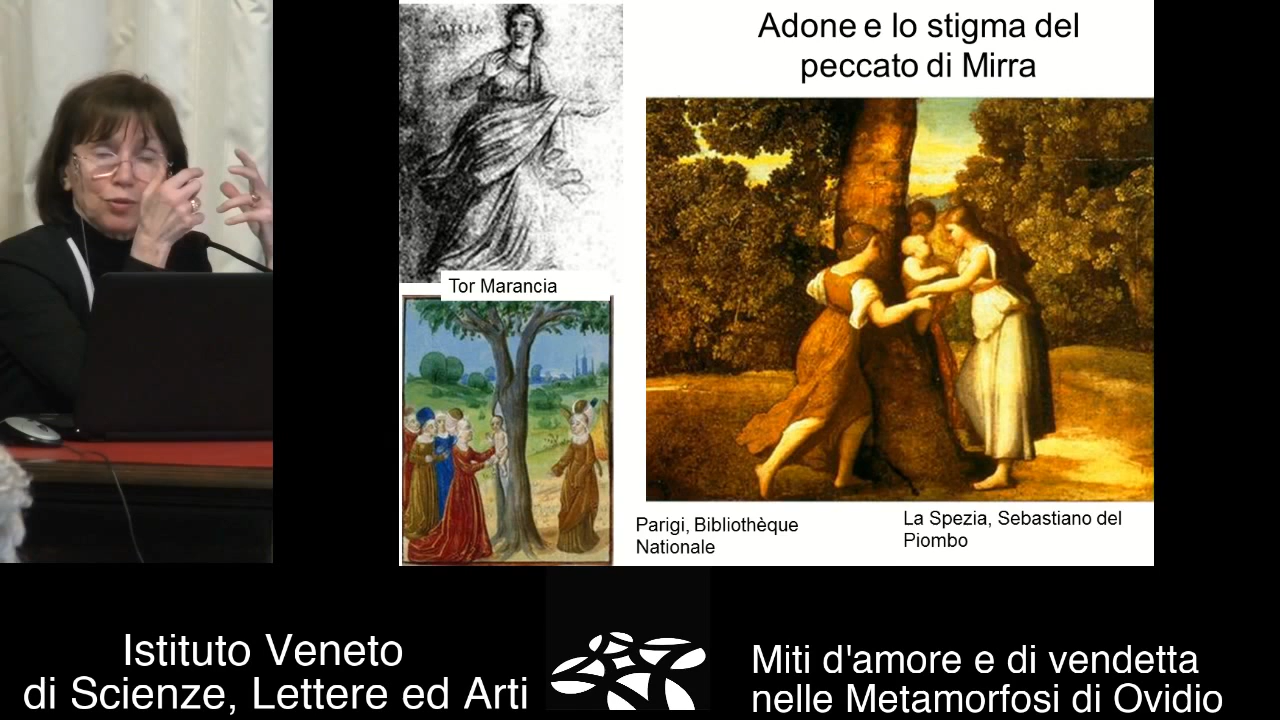 Adone e lo stigma del
peccato di Mirra
Tor Marancia
Parigi, Bibliothèque
Nationale
La Spezia, Sebastiano del
Piombo
Istituto Veneto
di Scienze, Lettere ed Arti
Miti d'amore e di vendetta
nelle Metamorfosi di Ovidio